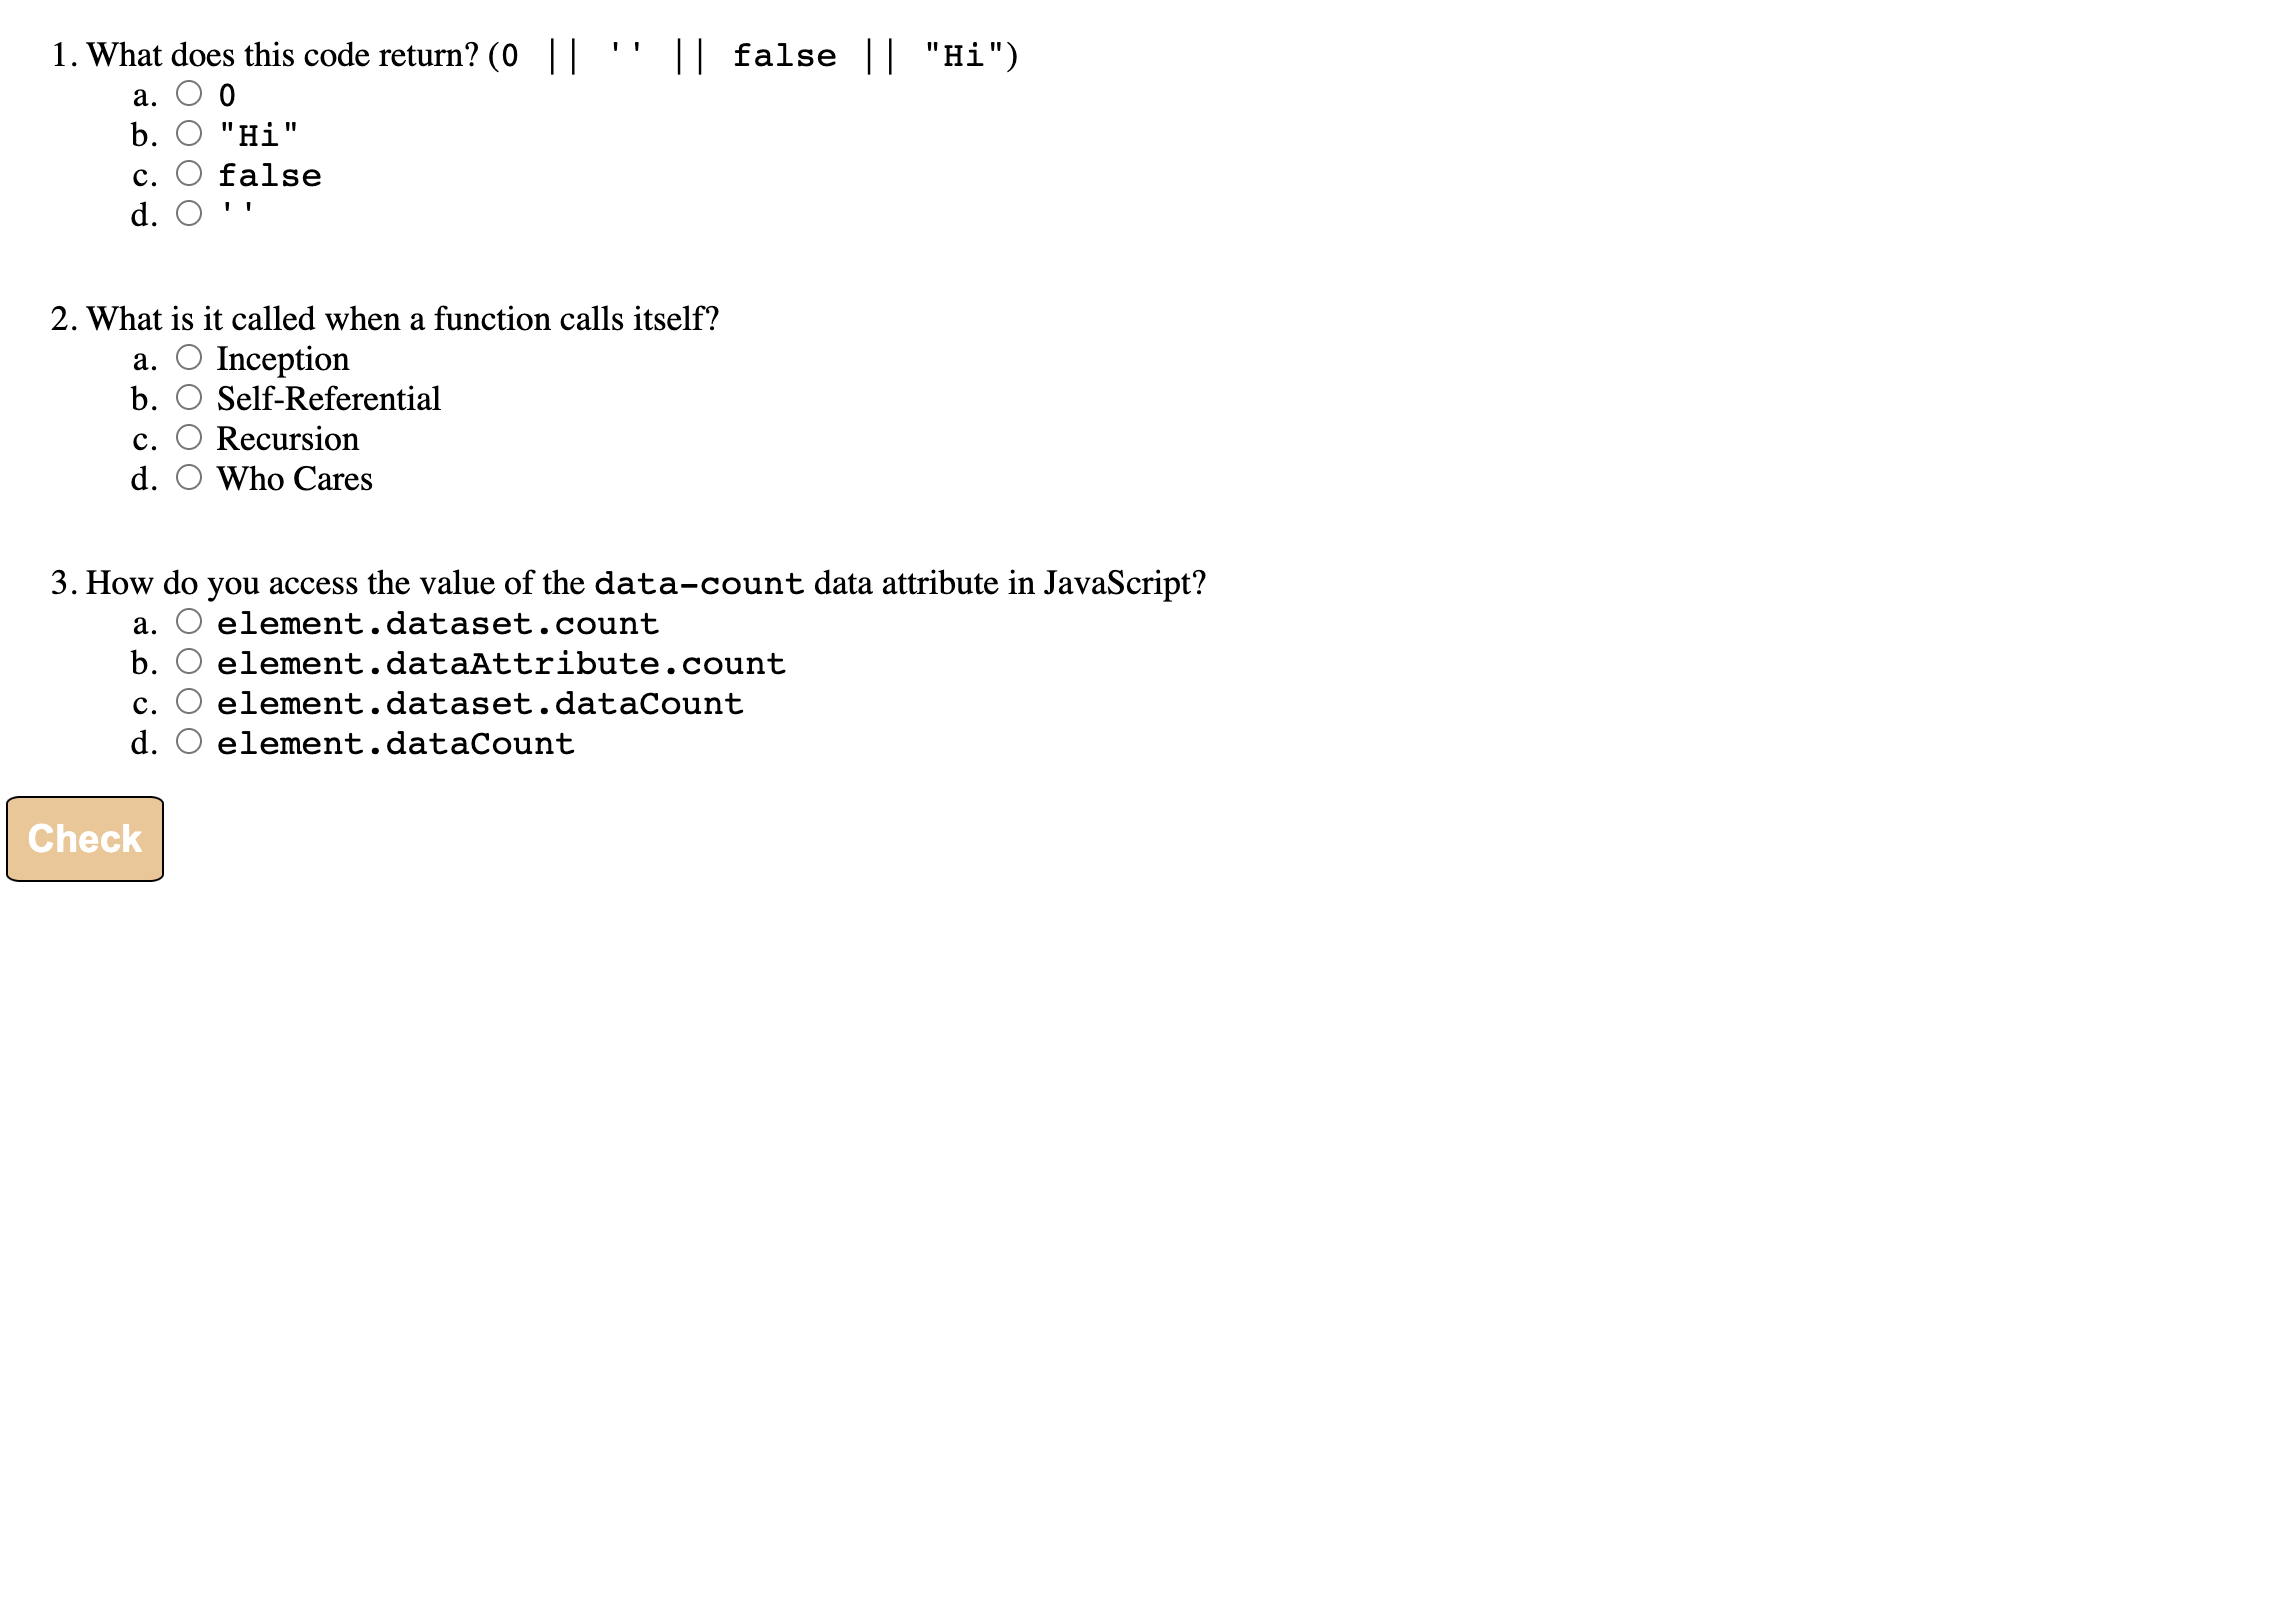 1. What does this code return? (0 || '' || false || "Hi")
a. 0
b. "Hi"
c. false
d. ''
2. What is it called when a function calls itself?
a. Inception
b. Self-Referential
c. Recursion
d. Who Cares
3. How do you access the value of the data-count data attribute in JavaScript?
a. element.dataset.count
b. element.dataAttribute.count
c. element.dataset.dataCount
d. element.dataCount
Check